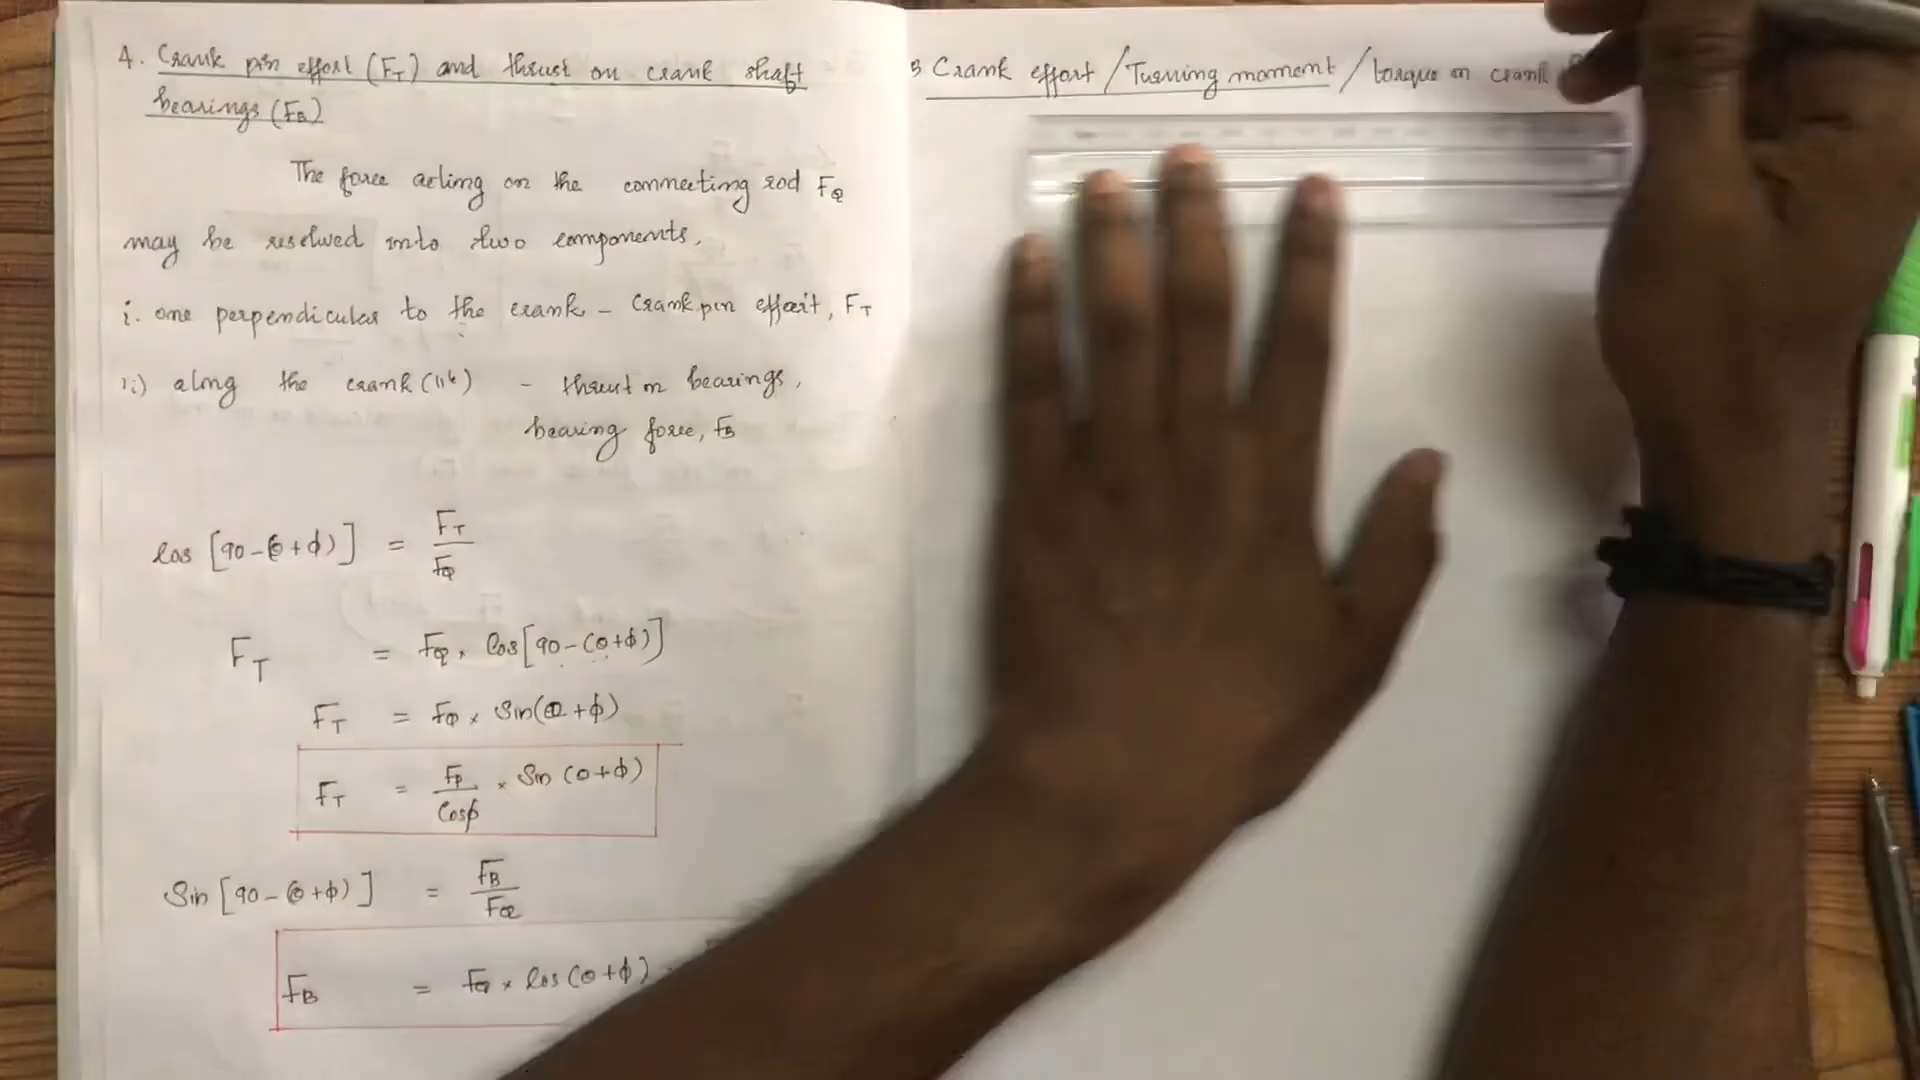 4. Crank pin effort (FT) and thrust on crank shaft
bearings (FB)
The force acting on the connecting rod FQ
may be resolved into two components,
i. one perpendicular to the crank - Crank pin effort, FT
ii) along the crank (11le) - thrust on bearings,
bearing force, FB
Cos [90-(θ+ϕ)] = FT/FQ
FT = FQ × Cos[90-(θ+ϕ)]
FT = FQ × Sin(θ+ϕ)
FT = FP/Cosϕ × Sin (θ+ϕ)
Sin [90-(θ+ϕ)] = FB/FQ
FB = FQ × Cos (θ+ϕ)
5 Crank effort / Turning moment / torque on crank